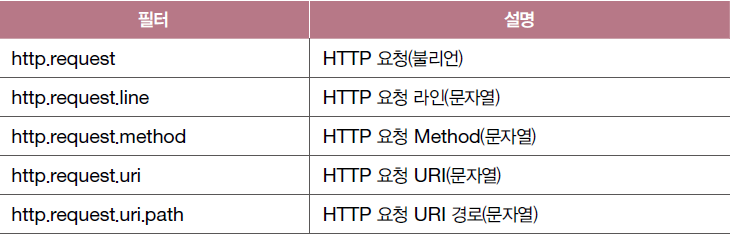 필터 설명
http.request HTTP 요청(불리언)
http.request.line HTTP 요청 라인(문자열)
http.request.method HTTP 요청 Method(문자열)
http.request.uri HTTP 요청 URI(문자열)
http.request.uri.path HTTP 요청 URI 경로(문자열)